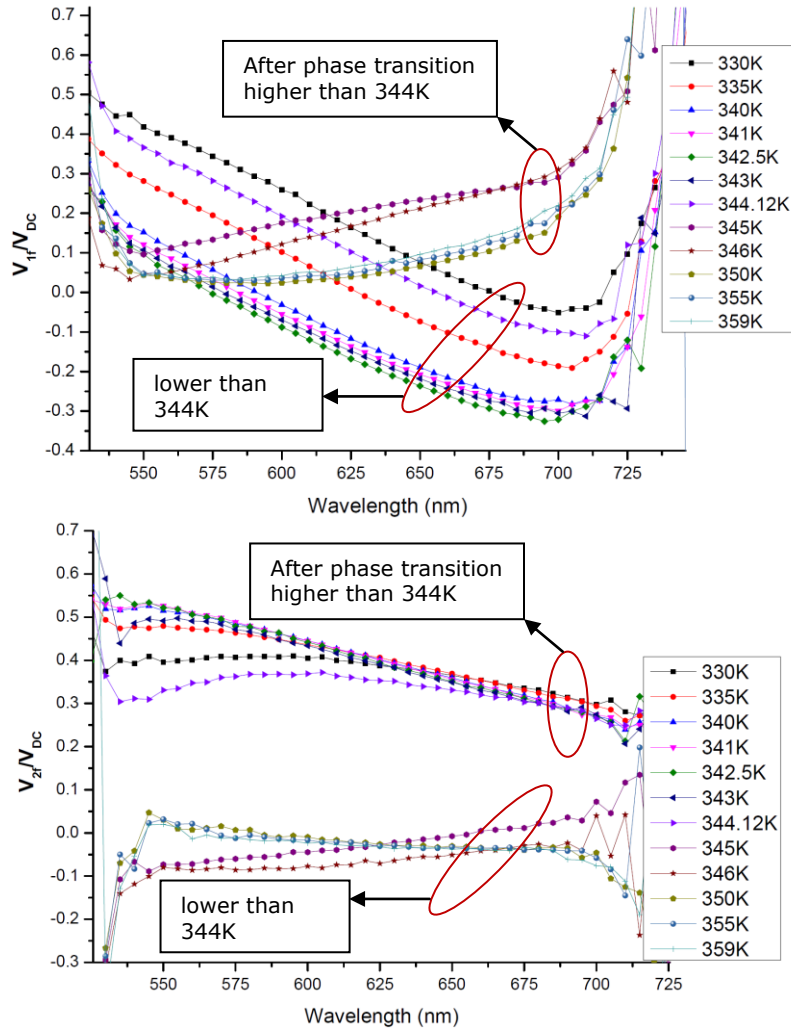 0.7
0.6
0.5
0.4
0.3
0.2
0.1
0.0
-0.1
-0.2
-0.3
-0.4
V1f/VDC
After phase transition
higher than 344K
lower than
344K
330K
335K
340K
341K
342.5K
343K
344.12K
345K
346K
350K
355K
359K
550 575 600 625 650 675 700 725
Wavelength (nm)
0.7
0.6
0.5
0.4
0.3
0.2
0.1
0.0
-0.1
-0.2
-0.3
V2f/VDC
After phase transition
higher than 344K
lower than
344K
330K
335K
340K
341K
342.5K
343K
344.12K
345K
346K
350K
355K
359K
550 575 600 625 650 675 700 725
Wavelength (nm)